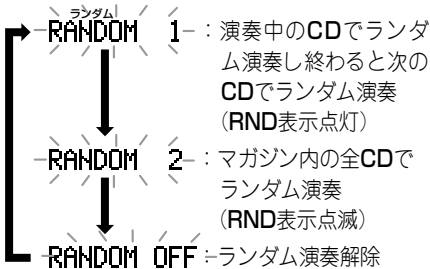 ランダム
RANDOM 1：演奏中のCDでランダ
ム演奏し終わると次の
CDでランダム演奏
（RND表示点灯）
RANDOM 2：マガジン内の全CDで
ランダム演奏
（RND表示点滅）
RANDOM OFF：ランダム演奏解除